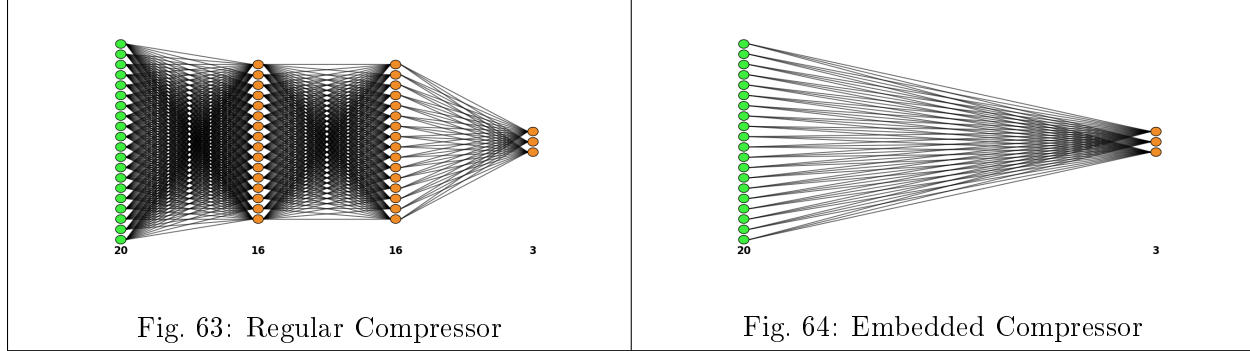 20 16 16 3
20 3
Fig. 63: Regular Compressor
Fig. 64: Embedded Compressor